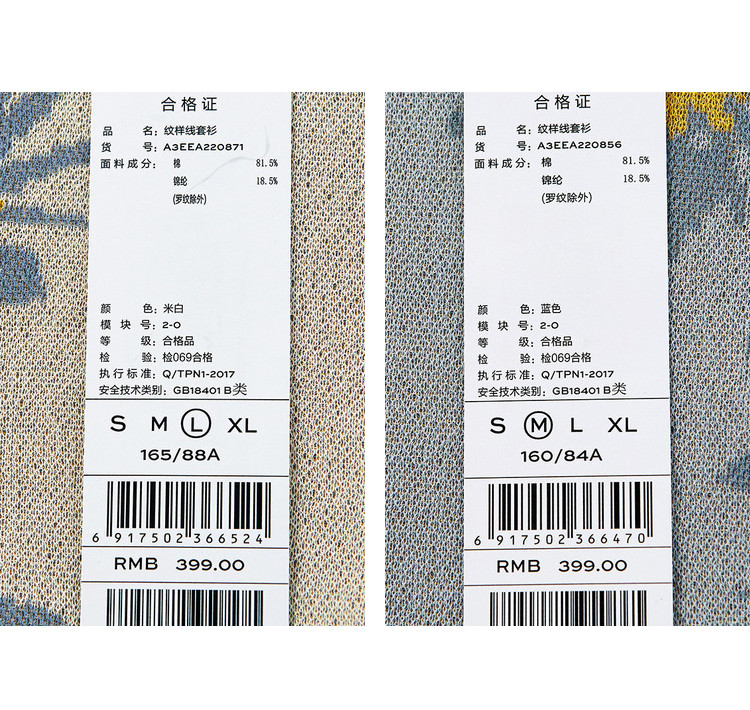 合格证
品 名：纹样线套衫
货 号：A3EEA220871
面料成分：棉 81.5%
锦纶 18.5%
(罗纹除外)
颜 色：米白
模 块 号：2-0
等 级：合格品
检 验：检069合格
执行标准：Q/TPN1-2017
安全技术类别：GB18401 B类
S M L XL
165/88A
6 917502 366524
RMB 399.00
合格证
品 名：纹样线套衫
货 号：A3EEA220856
面料成分：棉 81.5%
锦纶 18.5%
(罗纹除外)
颜 色：蓝色
模 块 号：2-0
等 级：合格品
检 验：检069合格
执行标准：Q/TPN1-2017
安全技术类别：GB18401 B类
S M L XL
160/84A
6 917502 366470
RMB 399.00